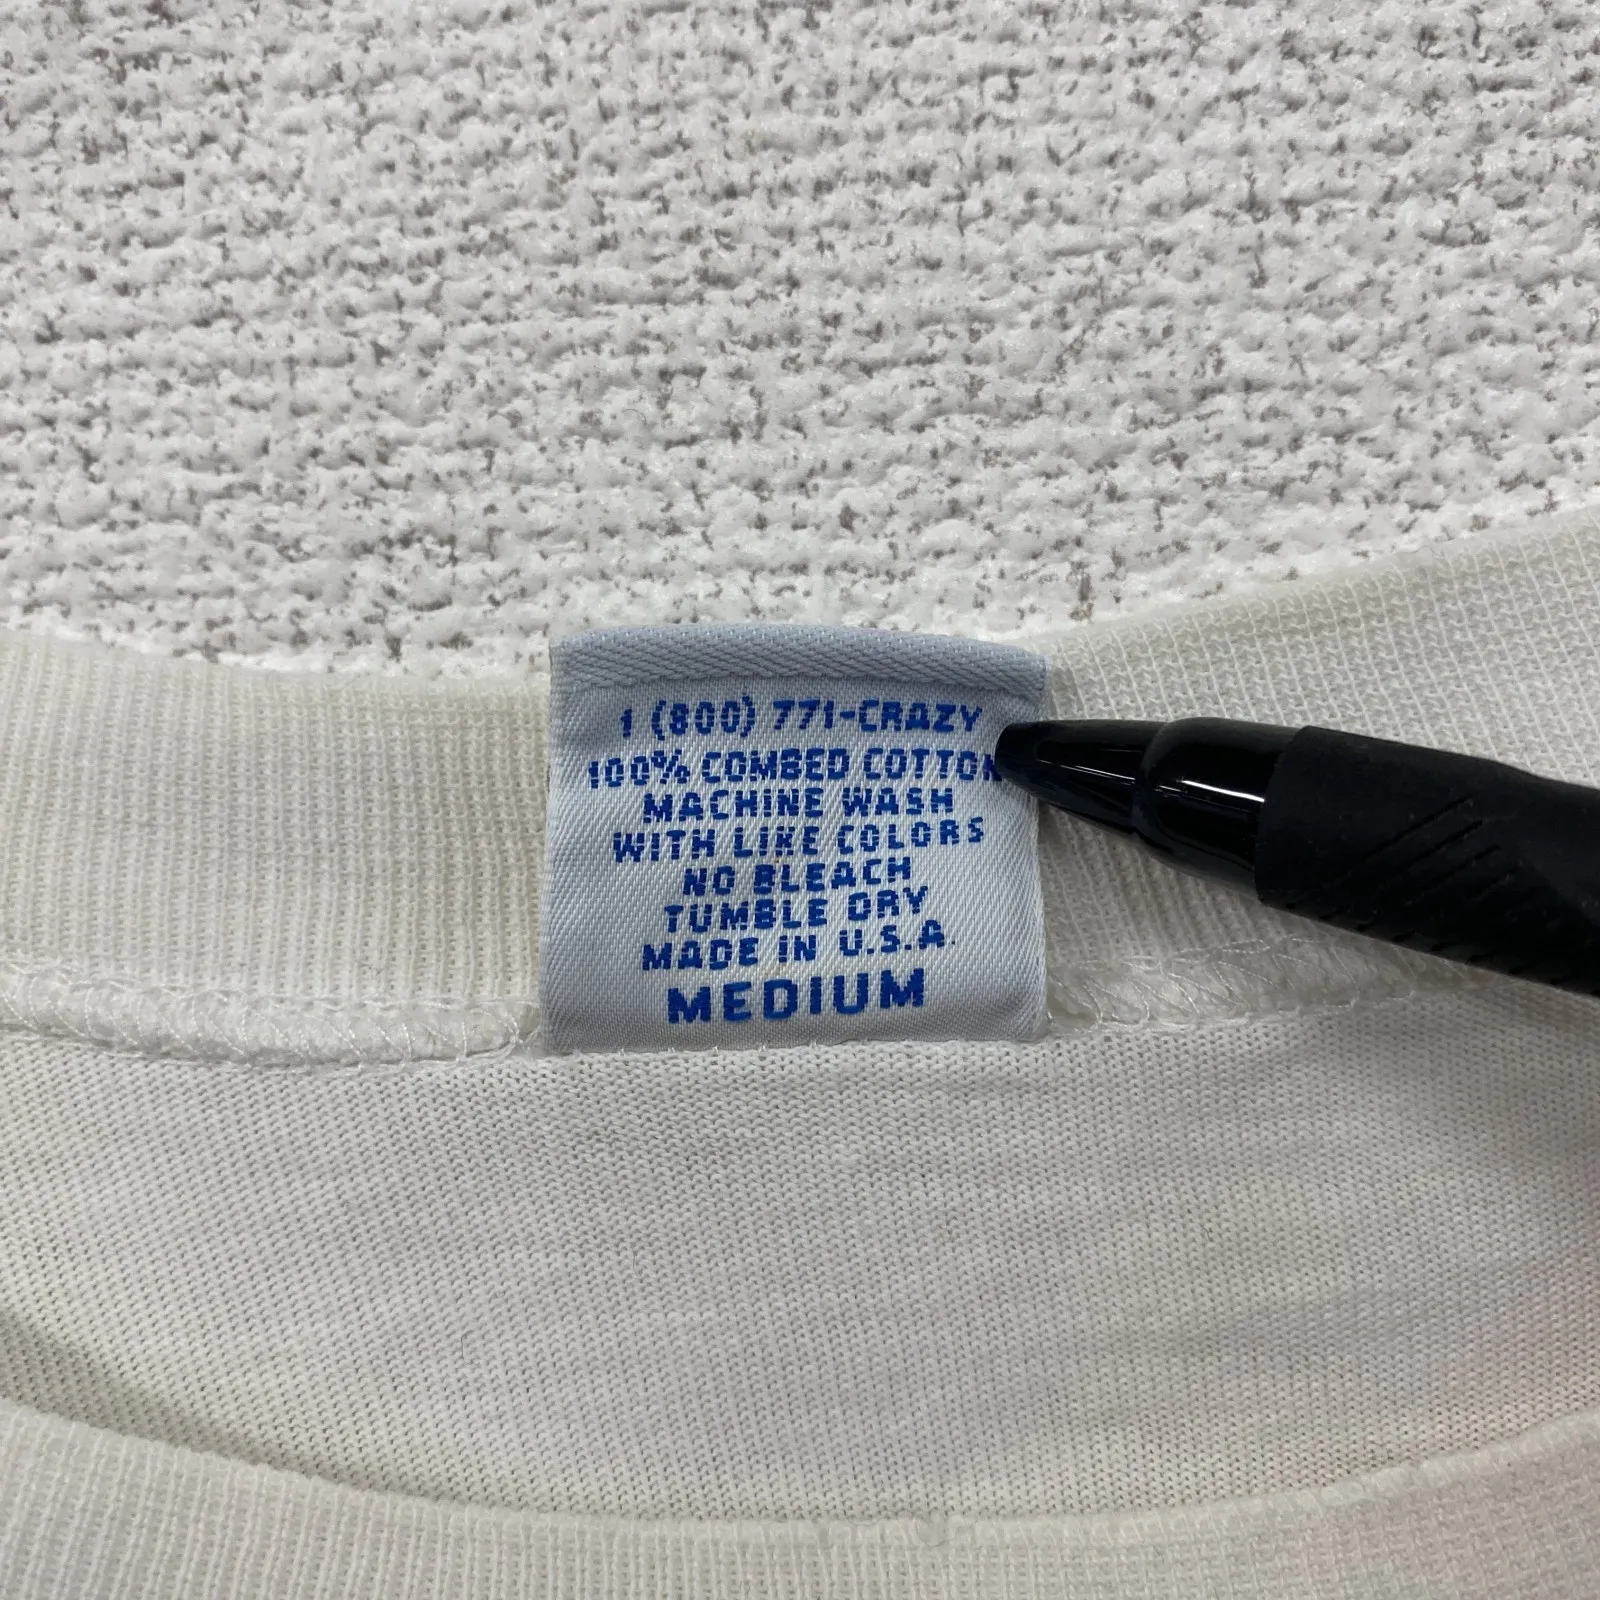 1 (800) 771-CRAZY
100% COMBED COTTON
MACHINE WASH
WITH LIKE COLORS
NO BLEACH
TUMBLE DRY
MADE IN U.S.A.
MEDIUM